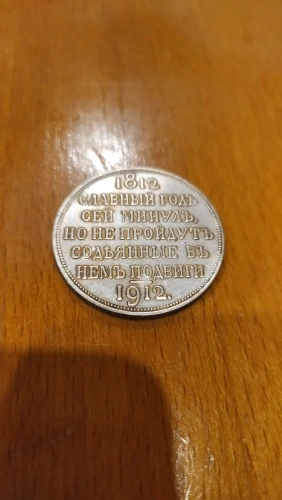 1812
СЛАВНЫЙ ГОДЪ
СЕЙ МИНУЛЪ,
НО НЕ ПРОЙДУТЪ
СОДѢЯННЫЕ ВЪ
НЕМЪ ПОДВИГИ
1912.